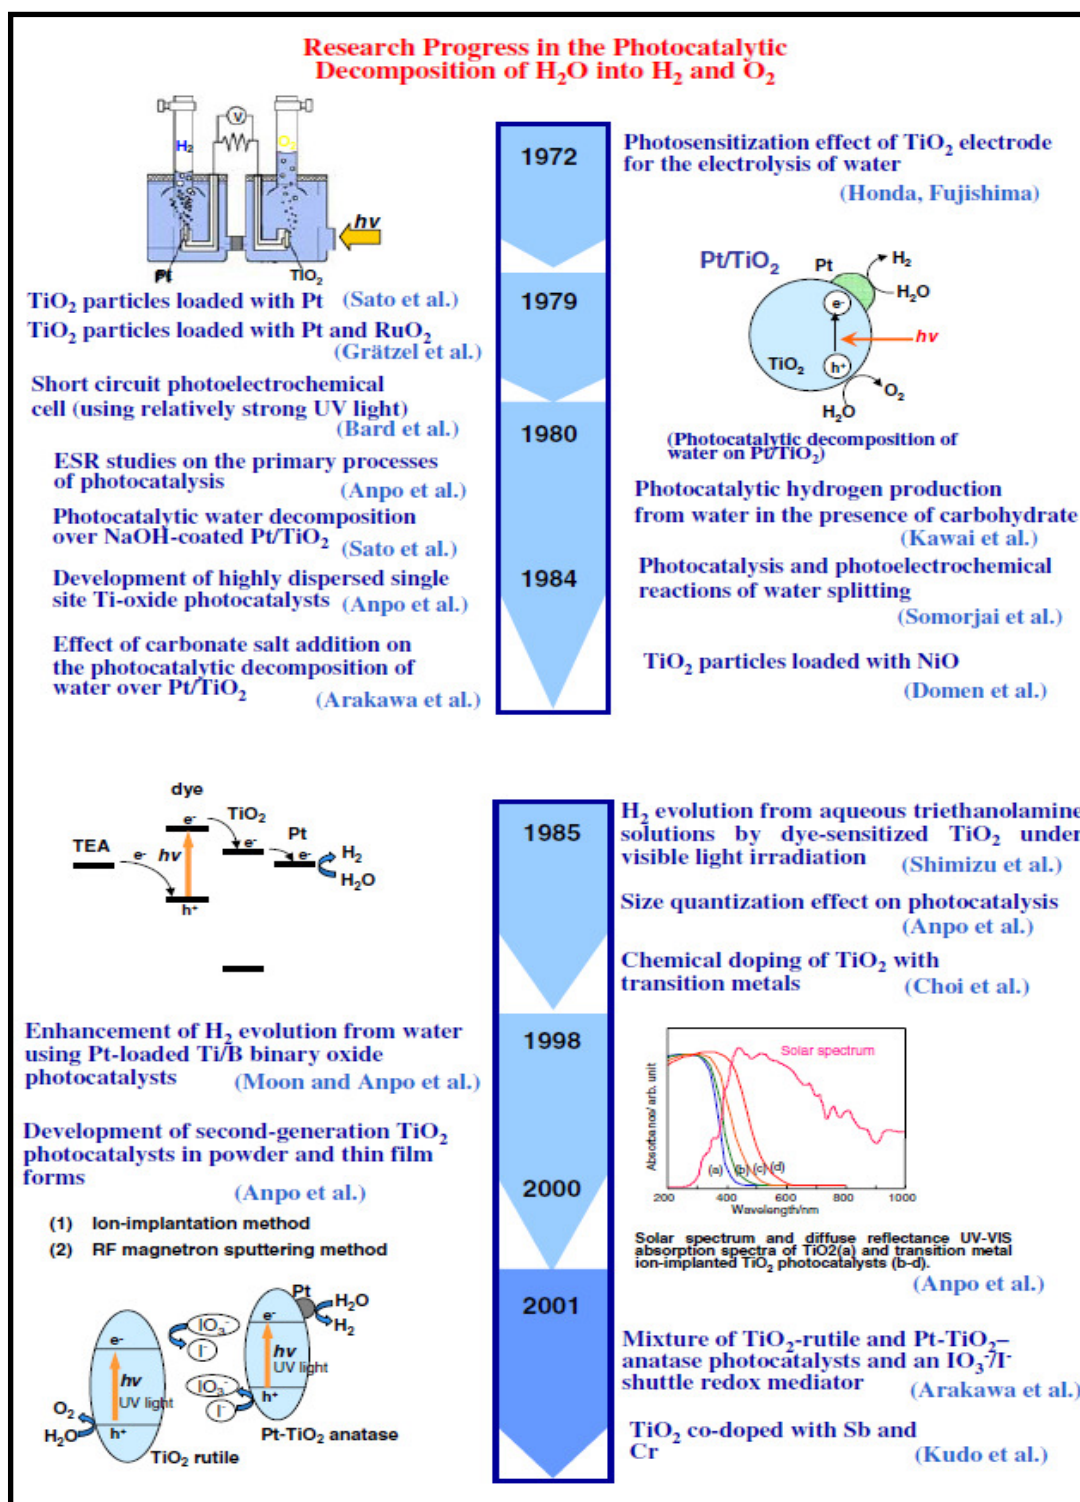 Research Progress in the Photocatalytic
Decomposition of H₂O into H₂ and O₂
V
H₂
O₂
hν
Pt
TiO₂
1972
Photosensitization effect of TiO₂ electrode
for the electrolysis of water
(Honda, Fujishima)
TiO₂ particles loaded with Pt (Sato et al.)
TiO₂ particles loaded with Pt and RuO₂
(Grätzel et al.)
1979
Pt/TiO₂
Pt
H₂
H₂O
e⁻
hν
TiO₂
h⁺
O₂
H₂O
(Photocatalytic decomposition of
water on Pt/TiO₂)
Short circuit photoelectrochemical
cell (using relatively strong UV light)
(Bard et al.)
1980
ESR studies on the primary processes
of photocatalysis (Anpo et al.)
Photocatalytic water decomposition
over NaOH-coated Pt/TiO₂ (Sato et al.)
Photocatalytic hydrogen production
from water in the presence of carbohydrate
(Kawai et al.)
1984
Development of highly dispersed single
site Ti-oxide photocatalysts (Anpo et al.)
Photocatalysis and photoelectrochemical
reactions of water splitting
(Somorjai et al.)
Effect of carbonate salt addition on
the photocatalytic decomposition of
water over Pt/TiO₂ (Arakawa et al.)
TiO₂ particles loaded with NiO
(Domen et al.)
dye
e⁻
TiO₂
e⁻
Pt
e⁻
TEA
e⁻
hν
h⁺
H₂
H₂O
1985
H₂ evolution from aqueous triethanolamine
solutions by dye-sensitized TiO₂ under
visible light irradiation (Shimizu et al.)
Size quantization effect on photocatalysis
(Anpo et al.)
Chemical doping of TiO₂ with
transition metals (Choi et al.)
1998
Enhancement of H₂ evolution from water
using Pt-loaded Ti/B binary oxide
photocatalysts (Moon and Anpo et al.)
Solar spectrum
Absorbance/ arb. unit
(a) (b) (c) (d)
200 400 600 800 1000
Wavelength/nm
Solar spectrum and diffuse reflectance UV-VIS
absorption spectra of TiO2(a) and transition metal
ion-implanted TiO₂ photocatalysts (b-d).
(Anpo et al.)
Development of second-generation TiO₂
photocatalysts in powder and thin film
forms (Anpo et al.)
2000
(1) Ion-implantation method
(2) RF magnetron sputtering method
2001
e⁻
hν
UV light
h⁺
O₂
H₂O
TiO₂ rutile
IO₃⁻
I⁻
IO₃⁻
I⁻
Pt
H₂O
H₂
e⁻
hν
UV light
h⁺
Pt-TiO₂ anatase
Mixture of TiO₂-rutile and Pt-TiO₂–
anatase photocatalysts and an IO₃⁻/I⁻
shuttle redox mediator (Arakawa et al.)
TiO₂ co-doped with Sb and
Cr (Kudo et al.)